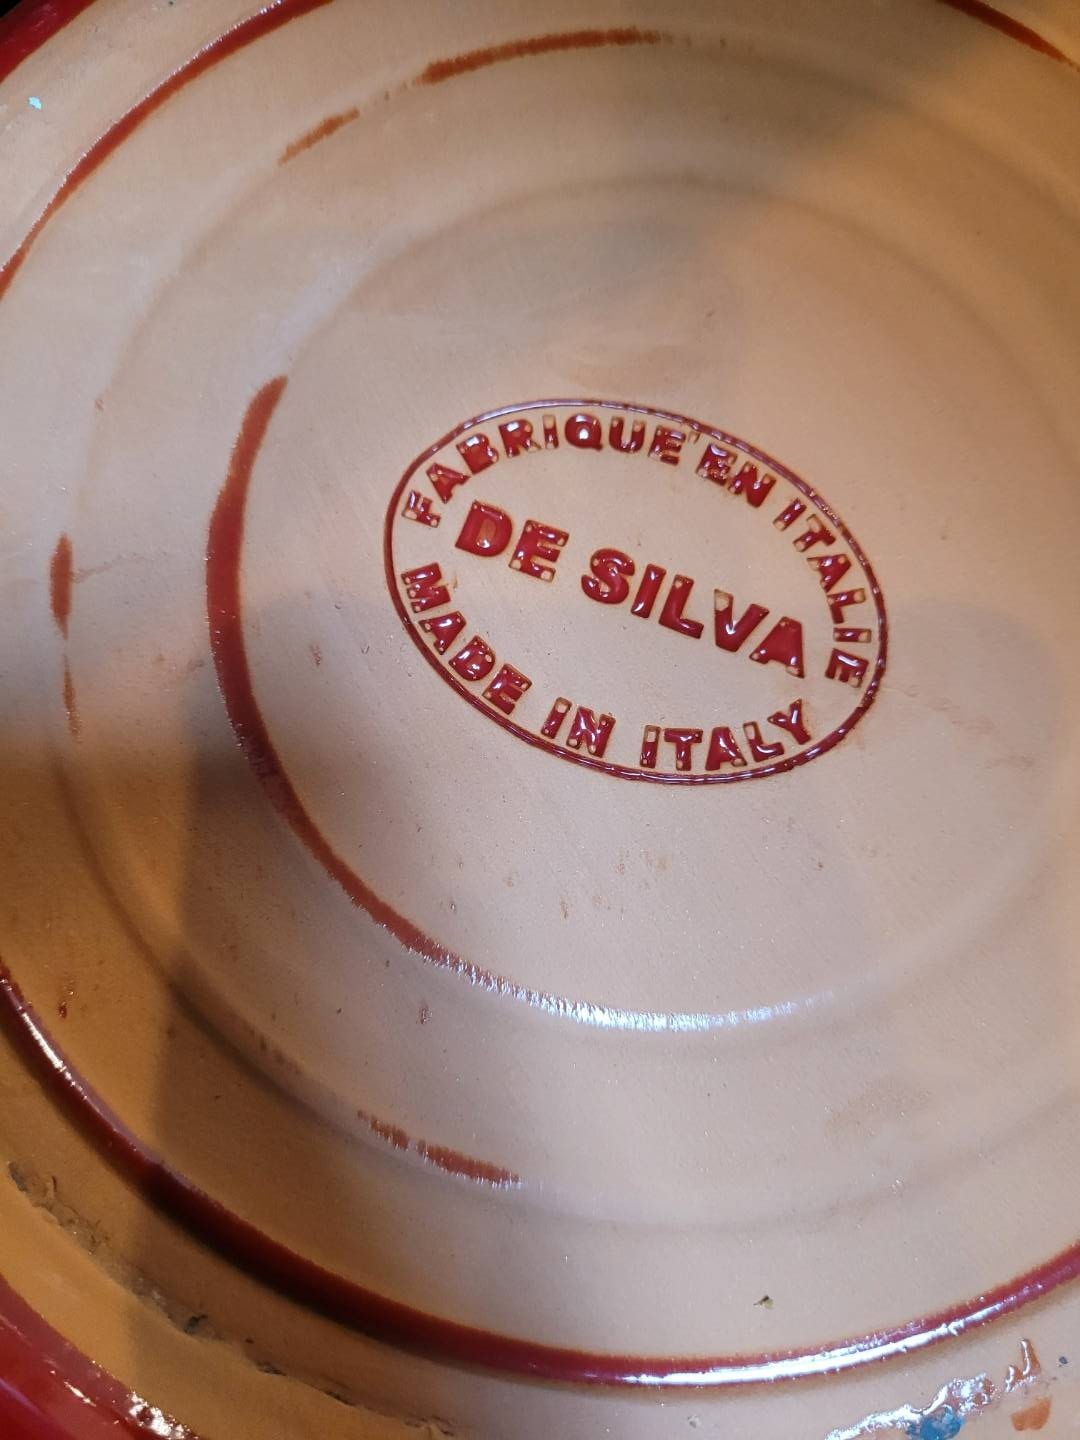 FABRIQUE' EN ITALIE
DE SILVA
MADE IN ITALY